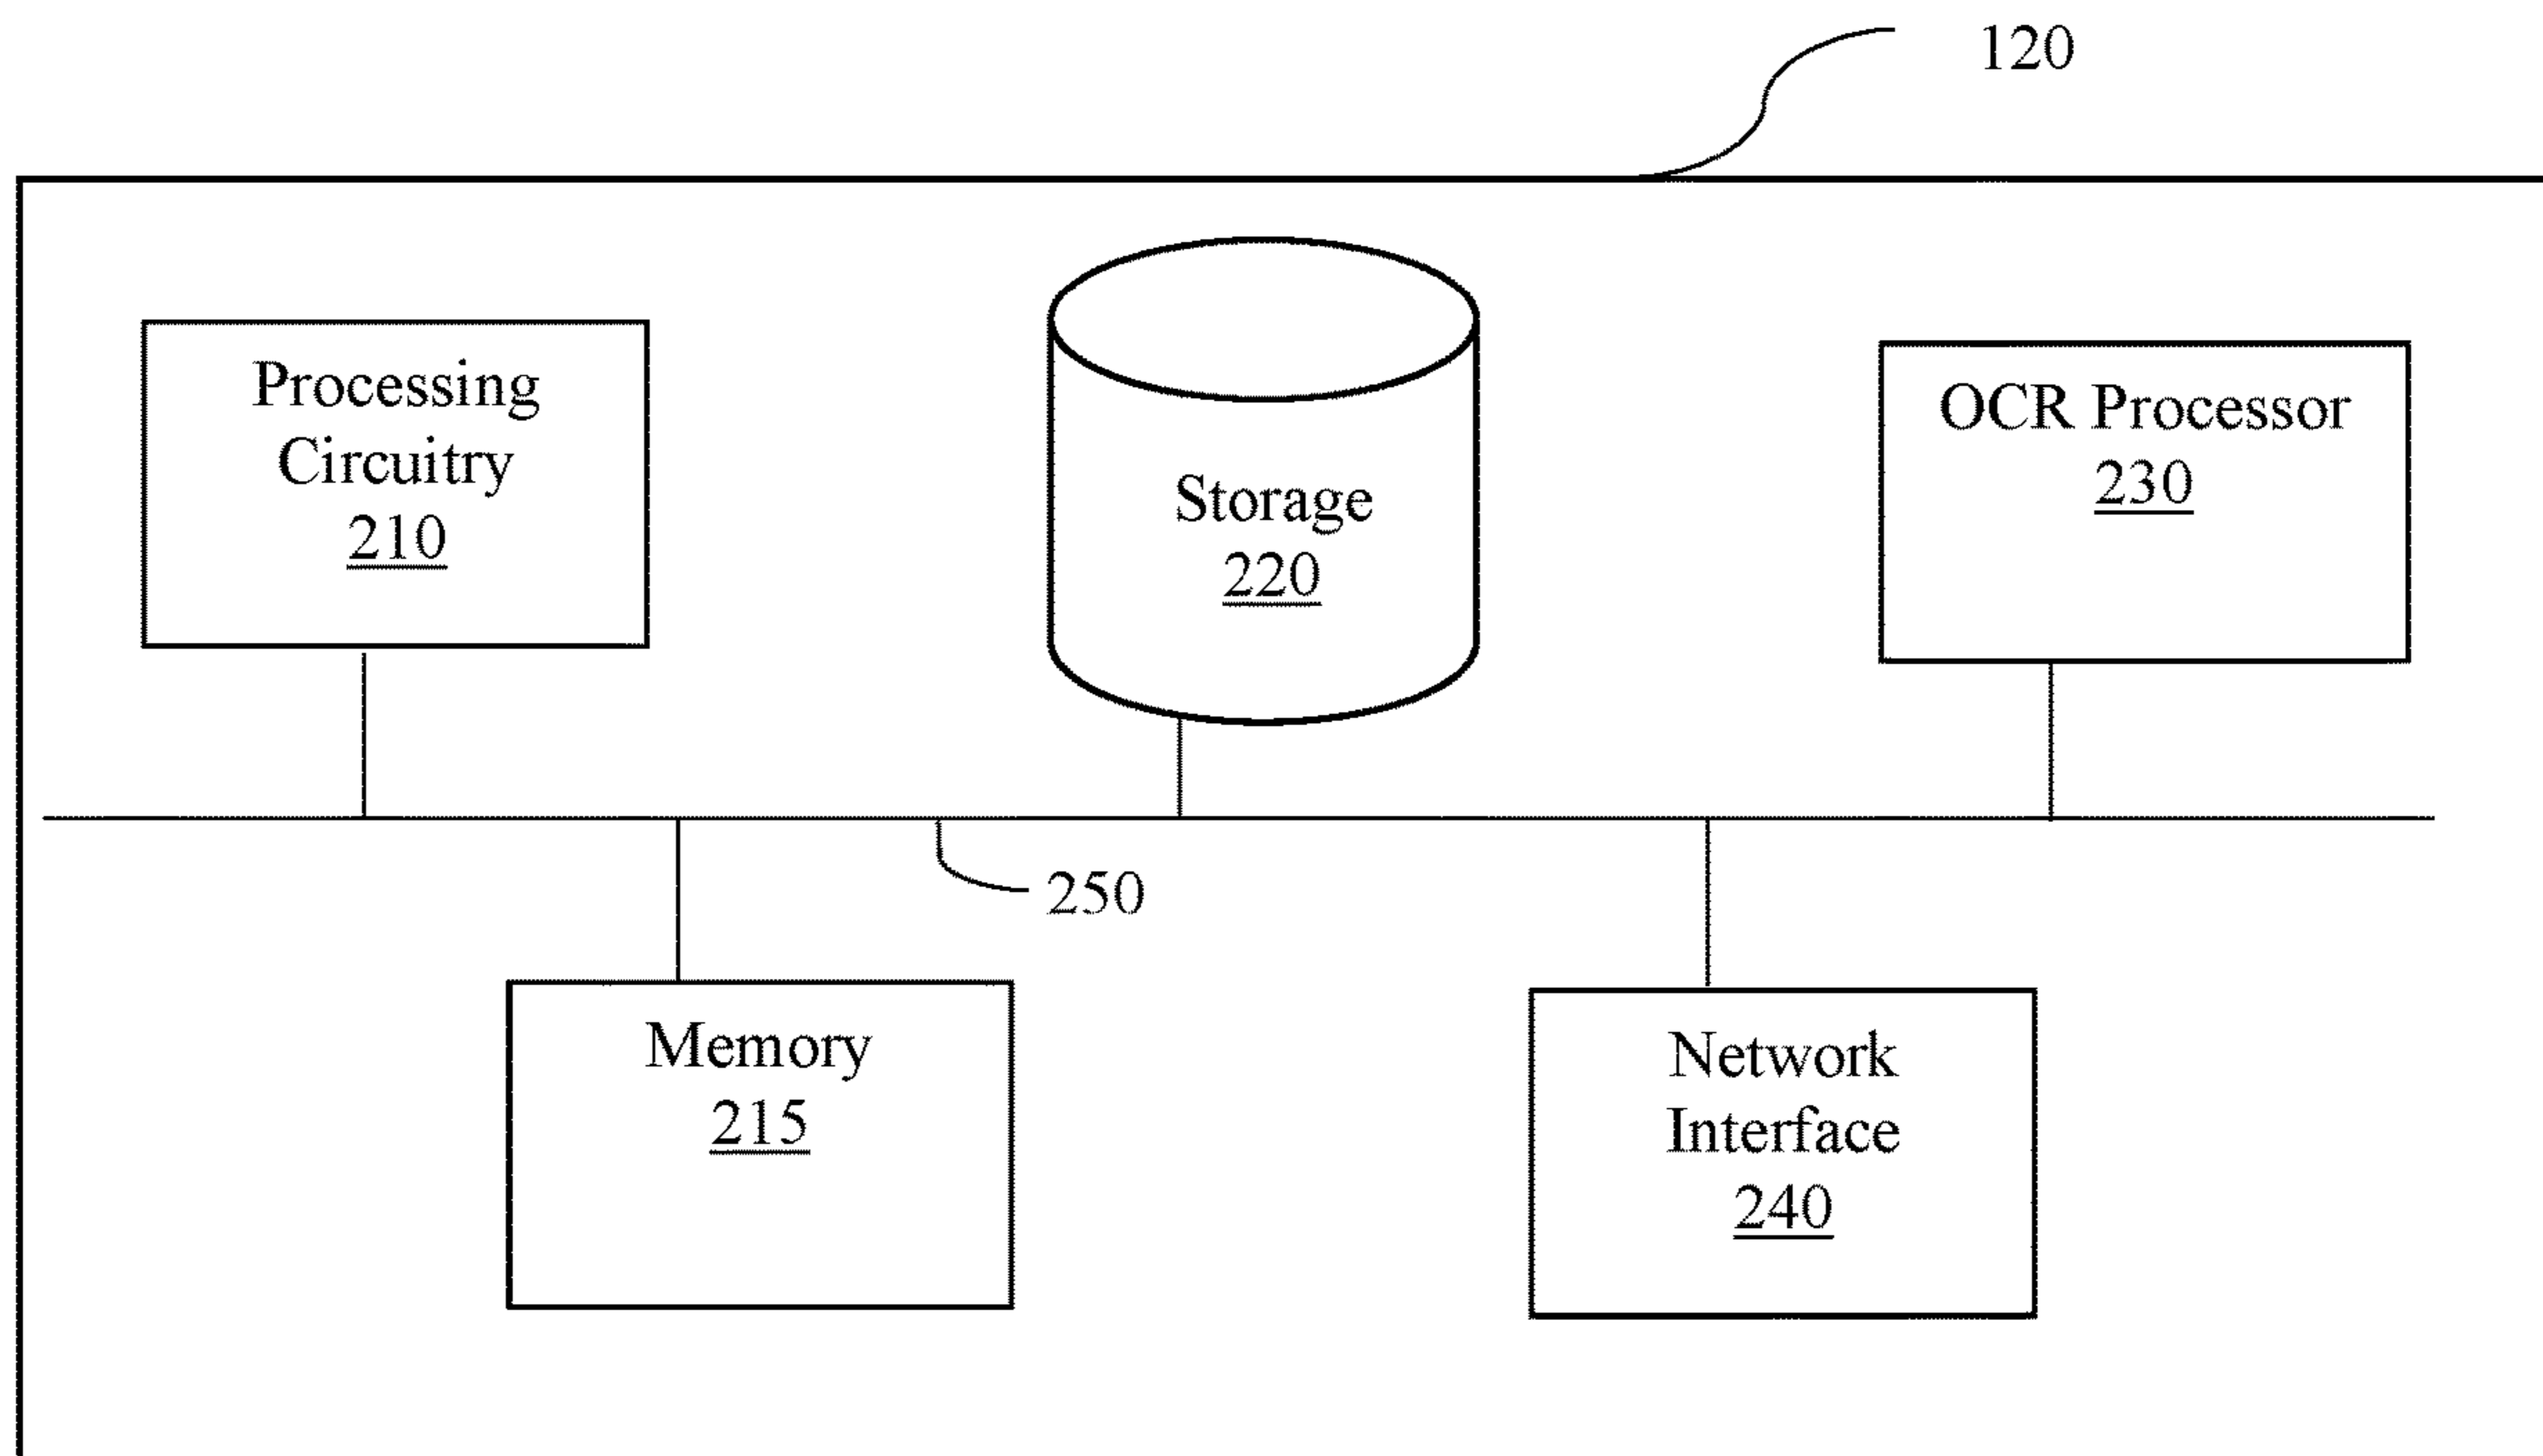 120
Processing
Circuitry
210
Storage
220
OCR Processor
230
250
Memory
215
Network
Interface
240